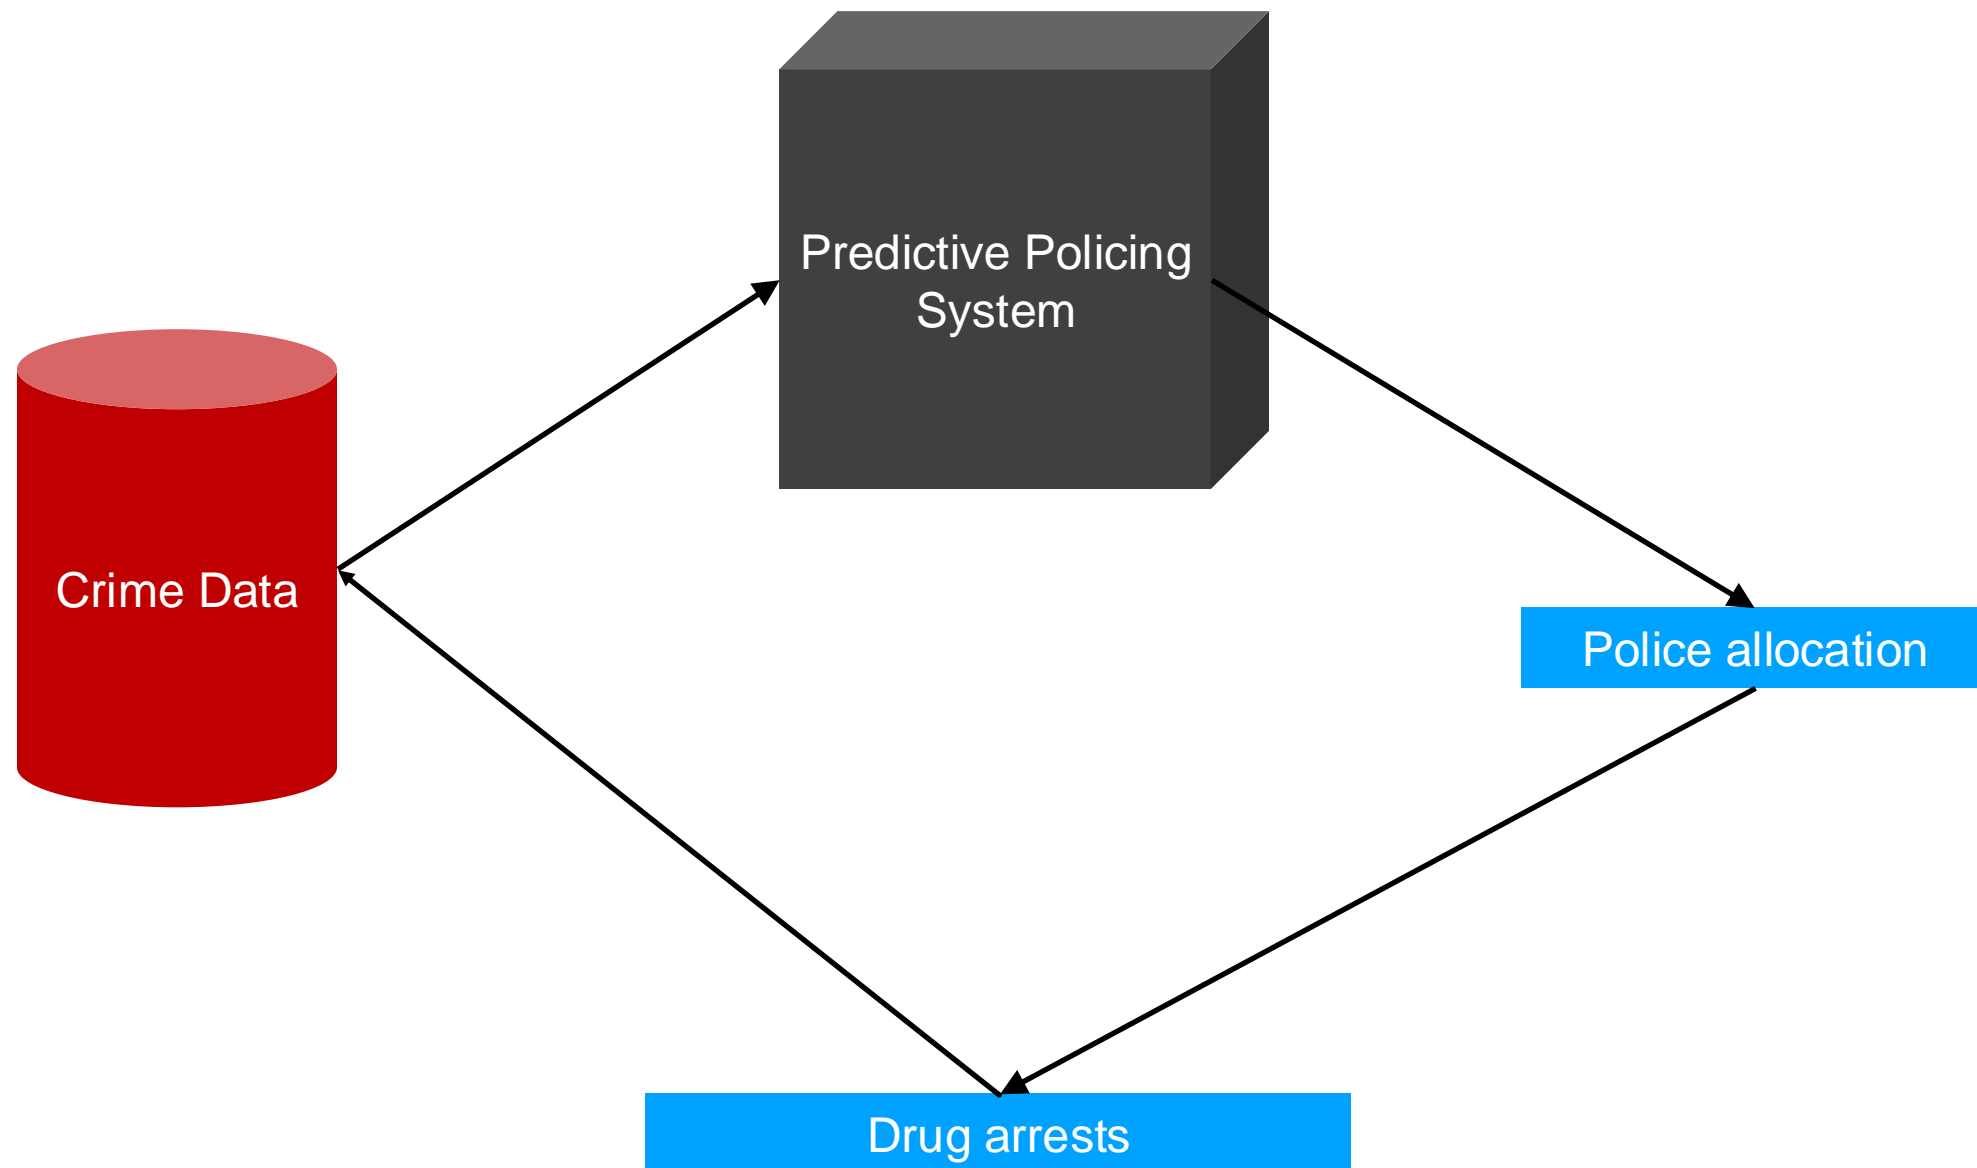 Predictive Policing
System
Crime Data
Police allocation
Drug arrests